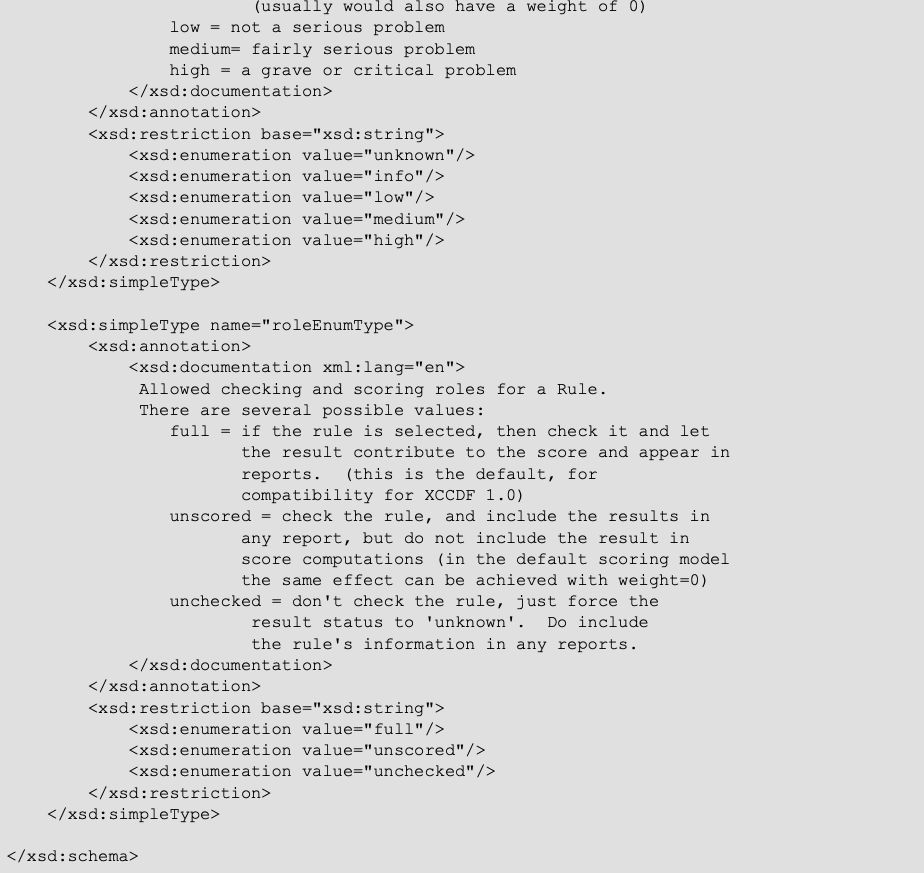 (usually would also have a weight of 0)
low = not a serious problem
medium= fairly serious problem
high = a grave or critical problem
</xsd:documentation>
</xsd:annotation>
<xsd:restriction base="xsd:string">
<xsd:enumeration value="unknown"/>
<xsd:enumeration value="info"/>
<xsd:enumeration value="low"/>
<xsd:enumeration value="medium"/>
<xsd:enumeration value="high"/>
</xsd:restriction>
</xsd:simpleType>
<xsd:simpleType name="roleEnumType">
<xsd:annotation>
<xsd:documentation xml:lang="en">
Allowed checking and scoring roles for a Rule.
There are several possible values:
full = if the rule is selected, then check it and let
the result contribute to the score and appear in
reports.  (this is the default, for
compatibility for XCCDF 1.0)
unscored = check the rule, and include the results in
any report, but do not include the result in
score computations (in the default scoring model
the same effect can be achieved with weight=0)
unchecked = don't check the rule, just force the
result status to 'unknown'.  Do include
the rule's information in any reports.
</xsd:documentation>
</xsd:annotation>
<xsd:restriction base="xsd:string">
<xsd:enumeration value="full"/>
<xsd:enumeration value="unscored"/>
<xsd:enumeration value="unchecked"/>
</xsd:restriction>
</xsd:simpleType>
</xsd:schema>